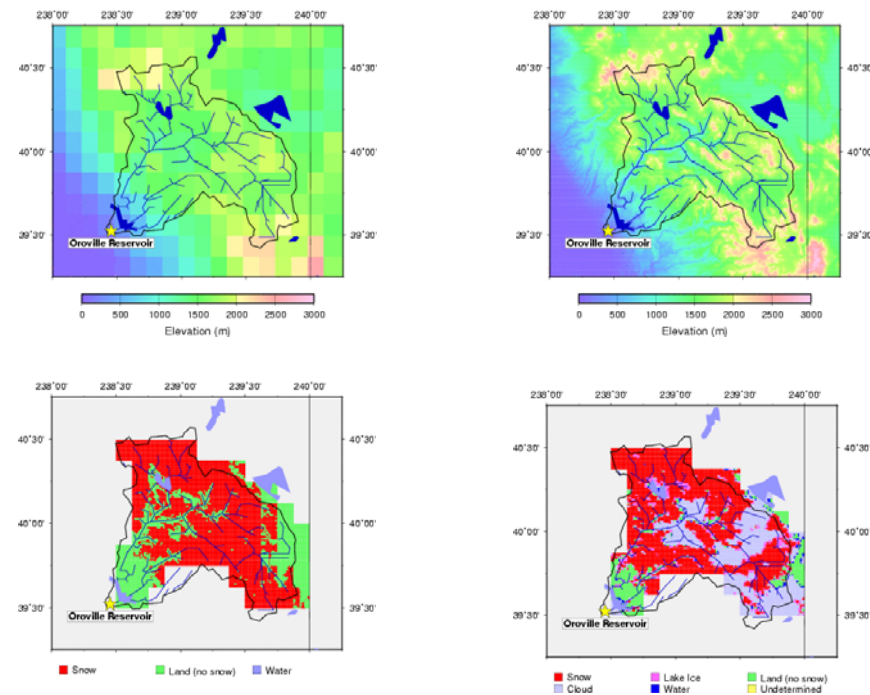 238°00' 238°30' 239°00' 239°30' 240°00'
40°30'
40°30'
40°00'
40°00'
39°30'
39°30'
Oroville Reservoir
0 500 1000 1500 2000 2500 3000
Elevation (m)
238°00' 238°30' 239°00' 239°30' 240°00'
40°30'
40°30'
40°00'
40°00'
39°30'
39°30'
Oroville Reservoir
0 500 1000 1500 2000 2500 3000
Elevation (m)
238°00' 238°30' 239°00' 239°30' 240°00'
40°30'
40°30'
40°00'
40°00'
39°30'
39°30'
Oroville Reservoir
Snow Land (no snow) Water
238°00' 238°30' 239°00' 239°30' 240°00'
40°30'
40°30'
40°00'
40°00'
39°30'
39°30'
Oroville Reservoir
Snow Lake Ice Land (no snow)
Cloud Water Undetermined